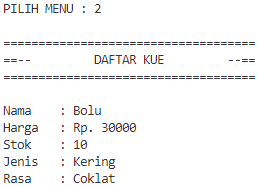 PILIH MENU : 2
====================================
==--         DAFTAR KUE         --==
====================================
Nama    : Bolu
Harga   : Rp. 30000
Stok    : 10
Jenis   : Kering
Rasa    : Coklat